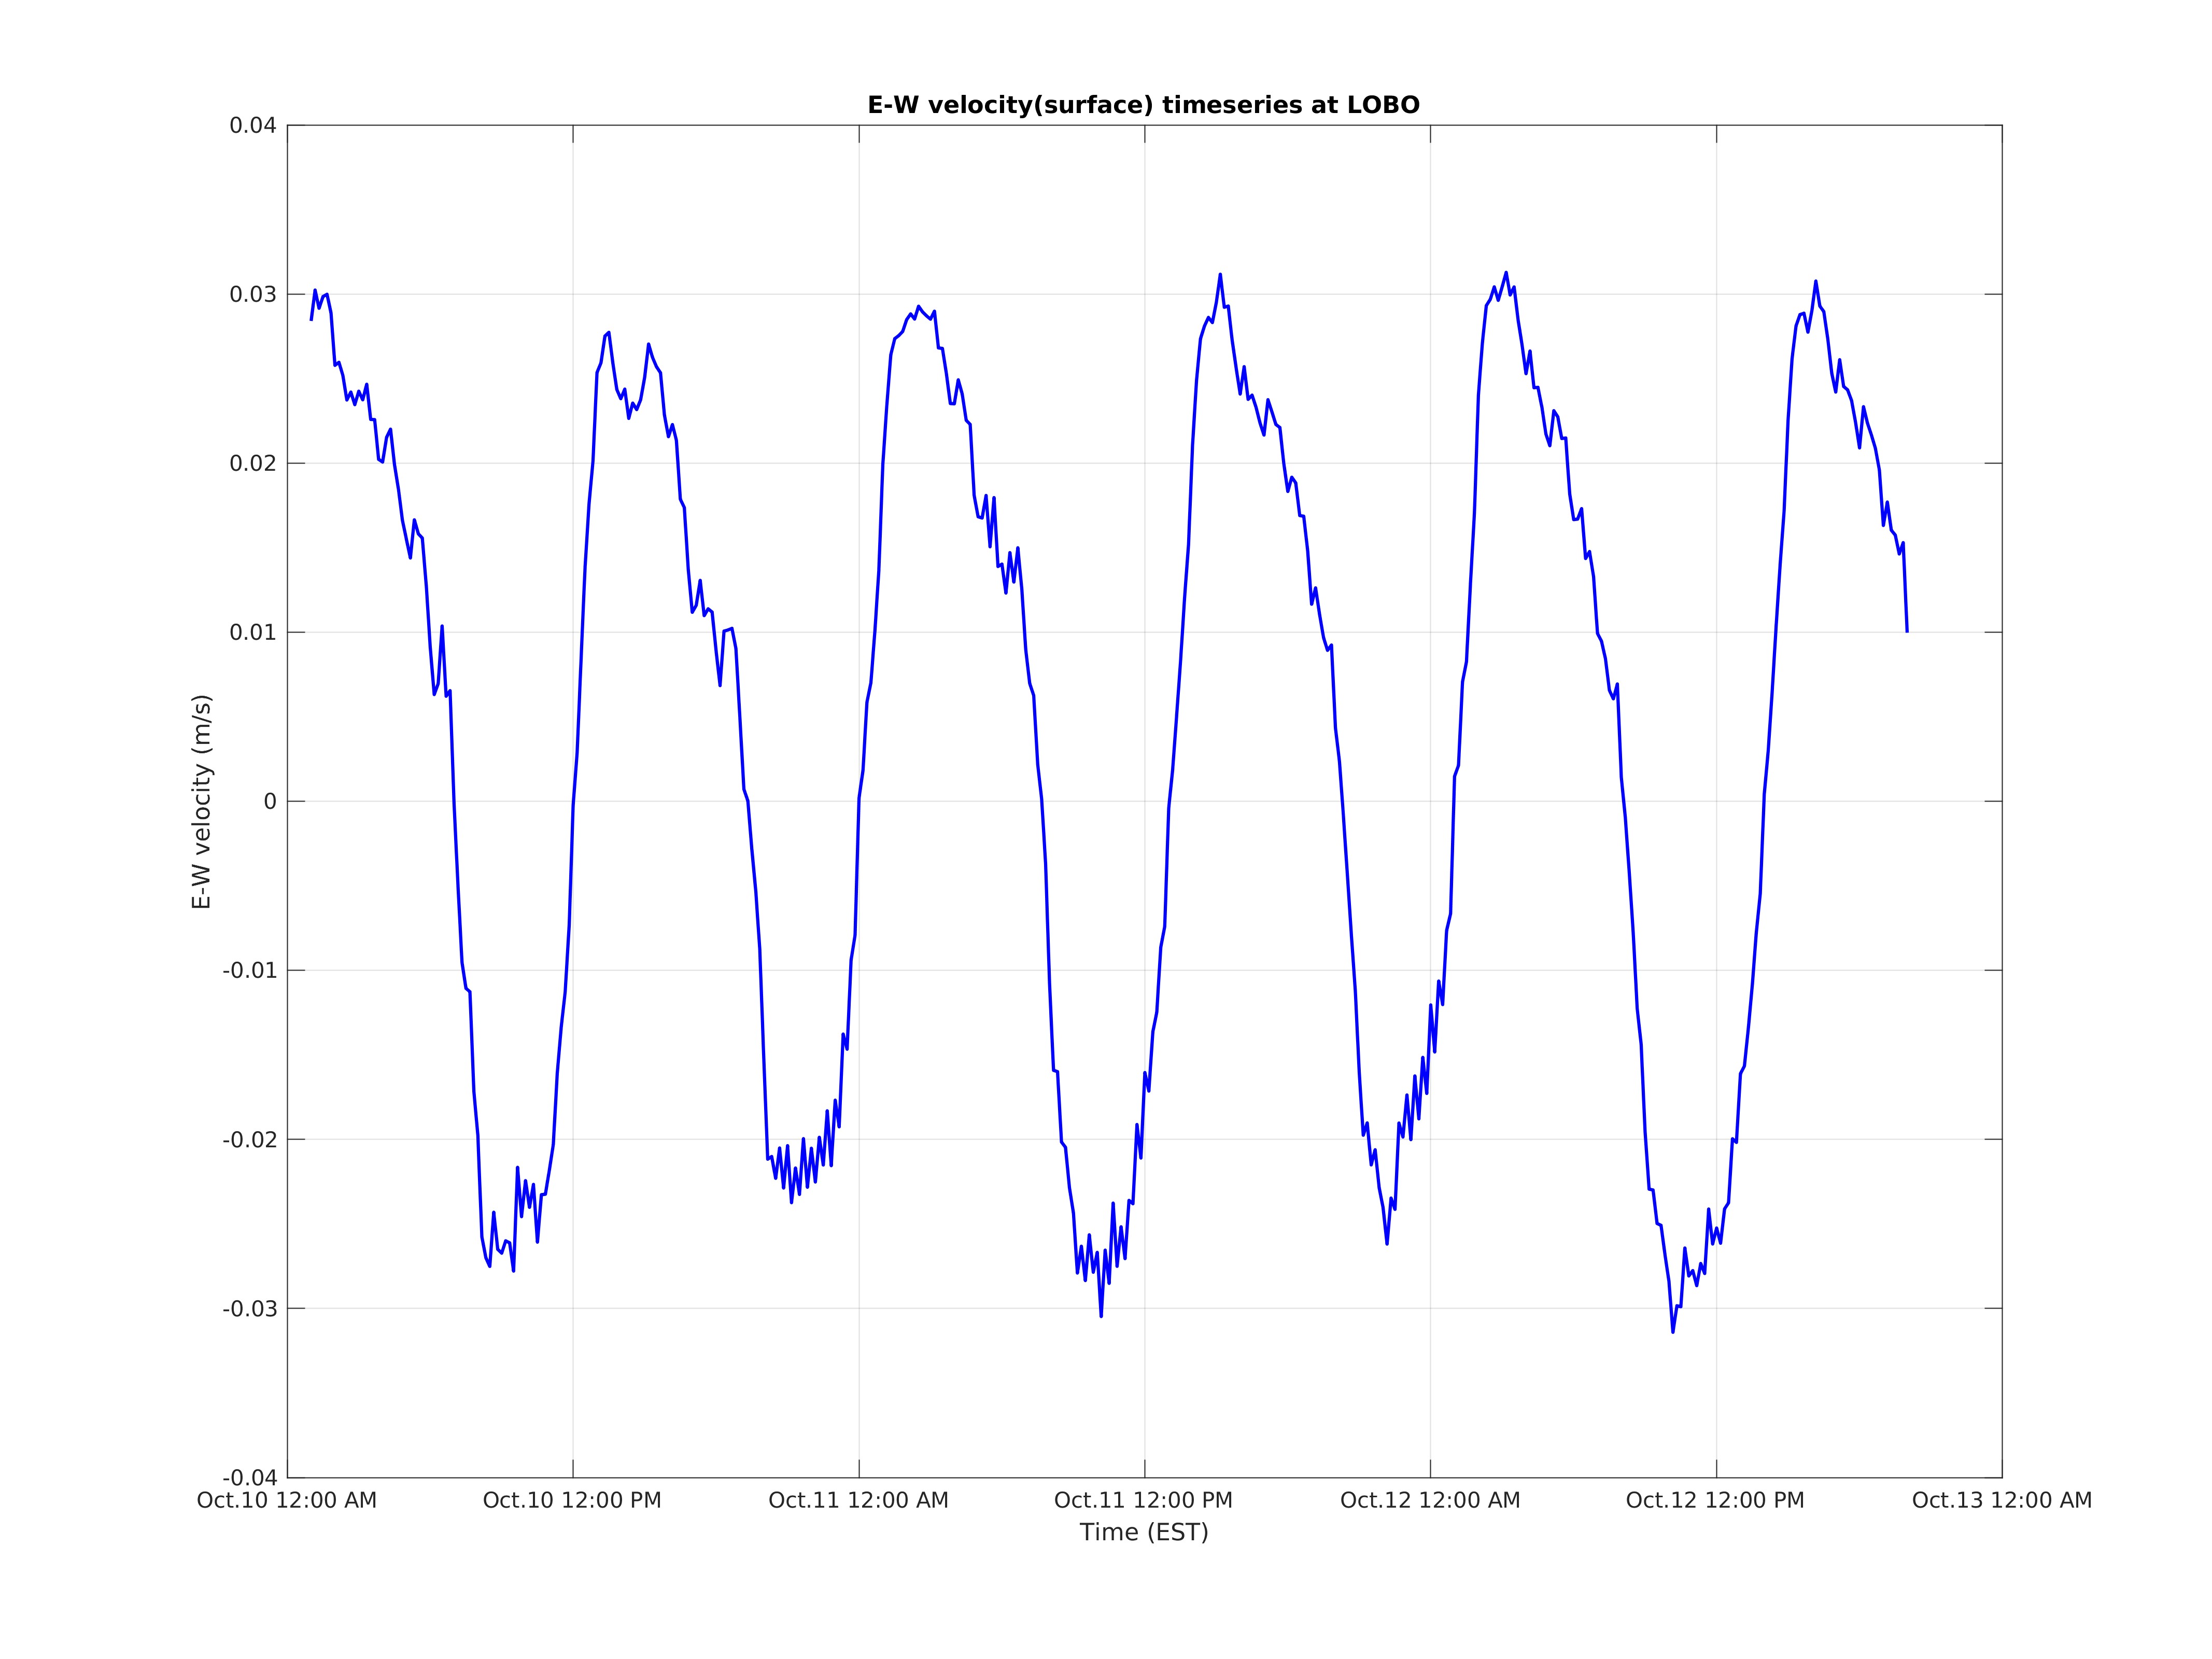 E-W velocity(surface) timeseries at LOBO
0.04
0.03
0.02
0.01
0
-0.01
-0.02
-0.03
-0.04
E-W velocity (m/s)
Oct.10 12:00 AM Oct.10 12:00 PM Oct.11 12:00 AM Oct.11 12:00 PM Oct.12 12:00 AM Oct.12 12:00 PM Oct.13 12:00 AM
Time (EST)